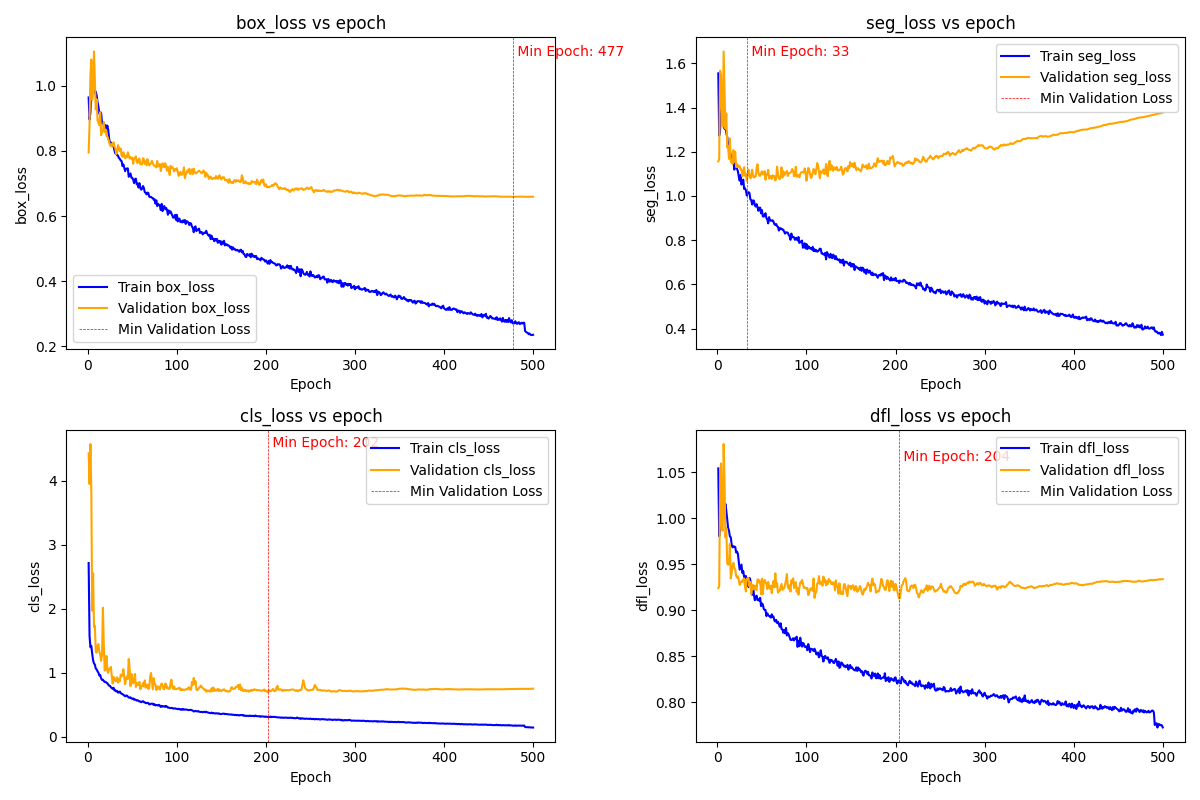 box_loss vs epoch
Min Epoch: 477
1.0
0.8
0.6
0.4
0.2
box_loss
Train box_loss
Validation box_loss
Min Validation Loss
0 100 200 300 400 500
Epoch
seg_loss vs epoch
Min Epoch: 33
Train seg_loss
Validation seg_loss
Min Validation Loss
1.6
1.4
1.2
1.0
0.8
0.6
0.4
seg_loss
0 100 200 300 400 500
Epoch
cls_loss vs epoch
Min Epoch: 202
Train cls_loss
Validation cls_loss
Min Validation Loss
4
3
2
1
0
cls_loss
0 100 200 300 400 500
Epoch
dfl_loss vs epoch
Min Epoch: 204
Train dfl_loss
Validation dfl_loss
Min Validation Loss
1.05
1.00
0.95
0.90
0.85
0.80
dfl_loss
0 100 200 300 400 500
Epoch